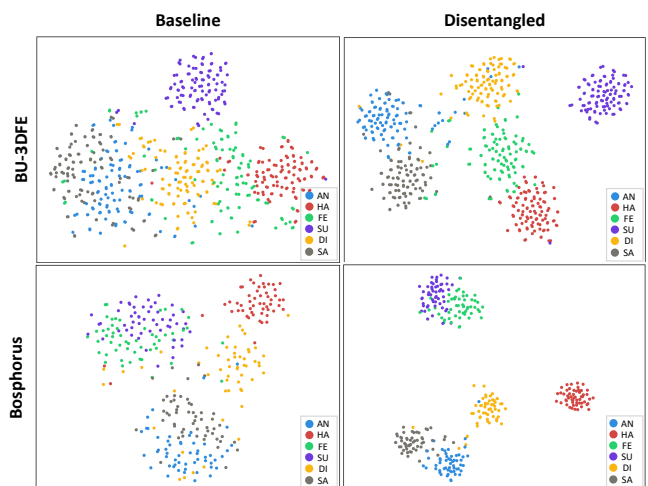 Baseline
Disentangled
BU-3DFE
AN
HA
FE
SU
DI
SA
AN
HA
FE
SU
DI
SA
Bosphorus
AN
HA
FE
SU
DI
SA
AN
HA
FE
SU
DI
SA